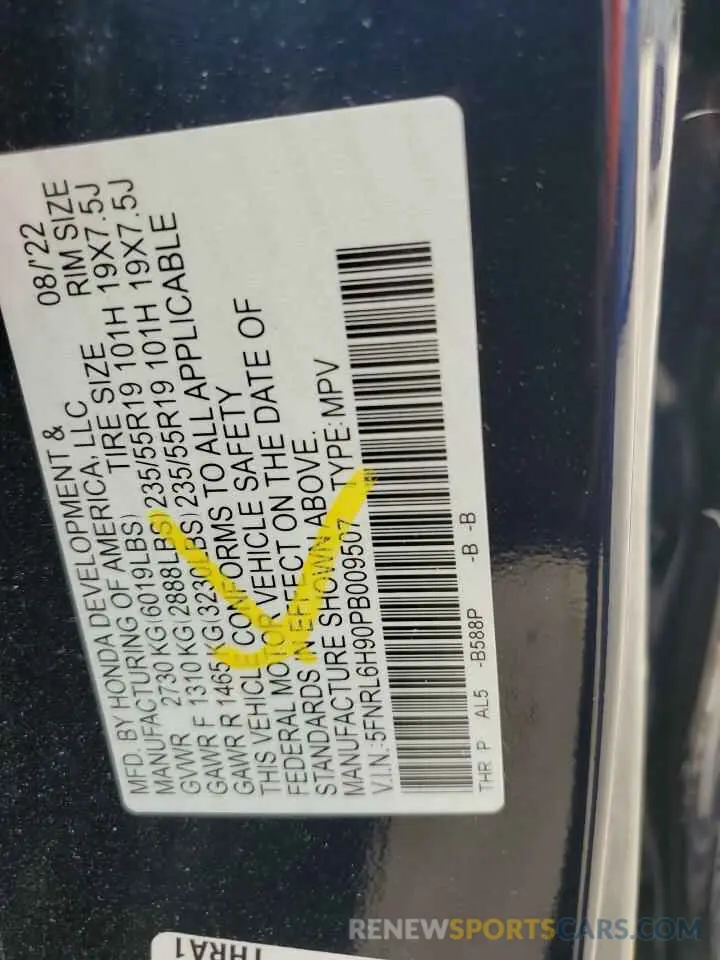 MFD. BY HONDA DEVELOPMENT & 08/'22
MANUFACTURING OF AMERICA, LLC RIM SIZE
GVWR 2730 KG(6019LBS) TIRE SIZE 19X7.5J
GAWR F 1310 KG(2888LBS) 235/55R19 101H 19X7.5J
GAWR R 1465 KG(3230LBS) 235/55R19 101H
THIS VEHICLE CONFORMS TO ALL APPLICABLE
FEDERAL MOTOR VEHICLE SAFETY
STANDARDS IN EFFECT ON THE DATE OF
MANUFACTURE SHOWN ABOVE.
V.I.N.:5FNRL6H90PB009507 TYPE:MPV
THR P AL5 -B588P -B -B
THRA1
RENEWSPORTSCARS.COM